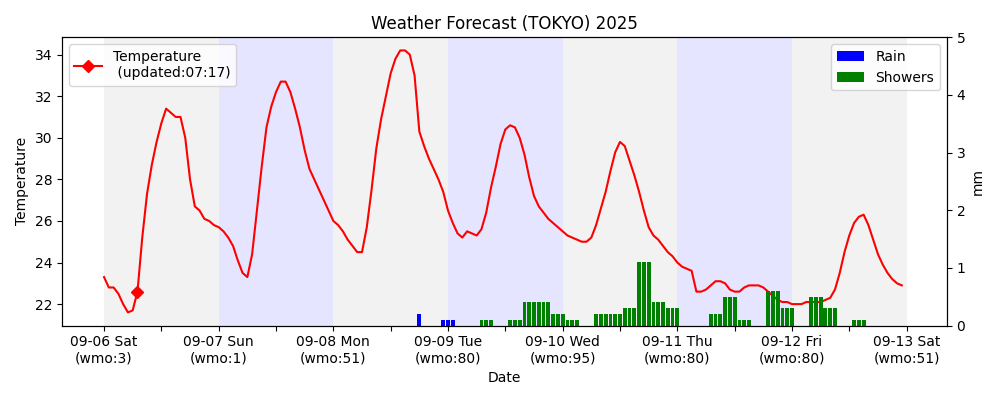 Weather Forecast (TOKYO) 2025
Temperature
(updated:07:17)
Rain
Showers
34
32
30
28
26
24
22
Temperature
5
4
3
2
1
0
mm
09-06 Sat
(wmo:3)
09-07 Sun
(wmo:1)
09-08 Mon
(wmo:51)
09-09 Tue
(wmo:80)
09-10 Wed
(wmo:95)
09-11 Thu
(wmo:80)
09-12 Fri
(wmo:80)
09-13 Sat
(wmo:51)
Date